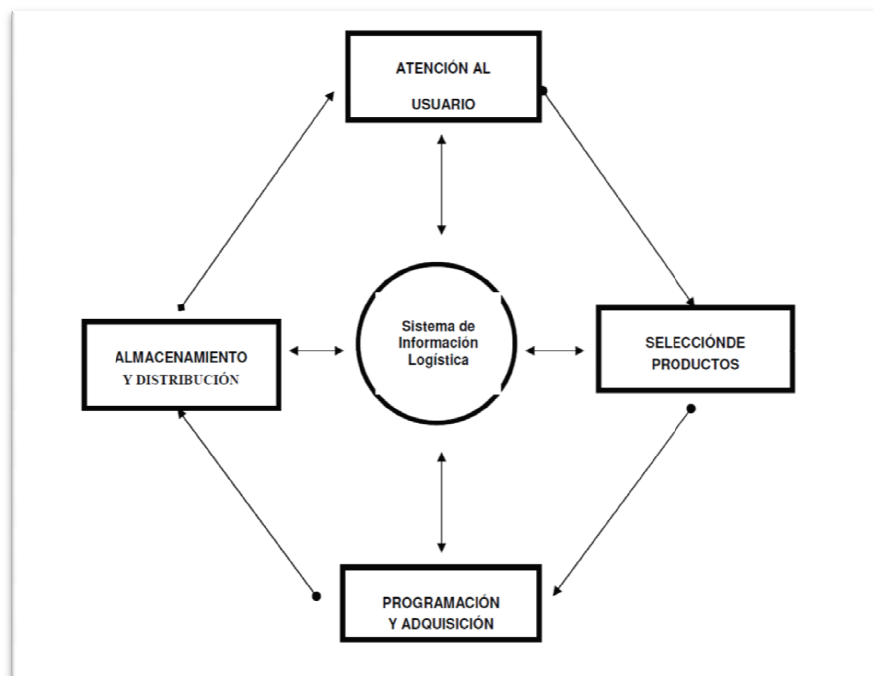 ATENCIÓN AL
USUARIO
Sistema de
Información
Logística
ALMACENAMIENTO
Y DISTRIBUCIÓN
SELECCIÓNDE
PRODUCTOS
PROGRAMACIÓN
Y ADQUISICIÓN